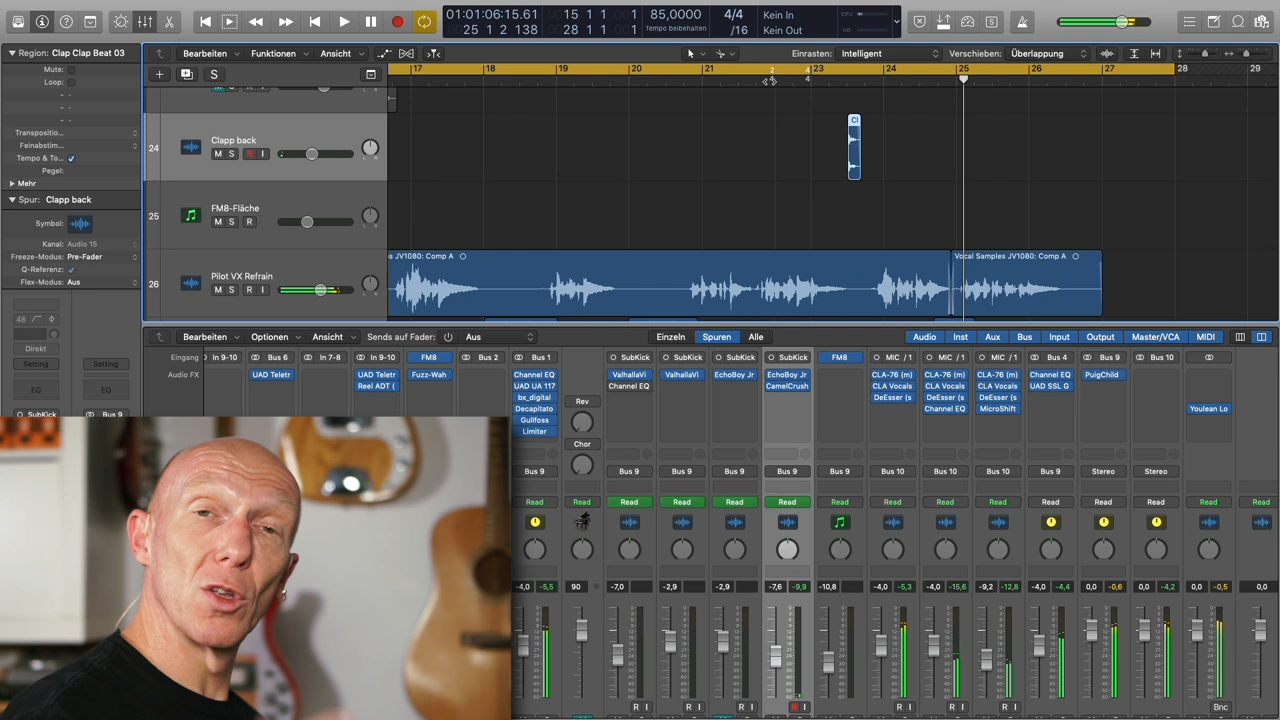 01:01:06:15.61 15 1 1 1 85,0000 4/4 Kein In CPU
25 1 2 138 28 1 1 1 Tempo beibehalten /16 Kein Out
Region: Clap Clap Beat 03
Mute:
Loop:
Transpositio...
Feinabstim...
Tempo & To...
Pegel:
Mehr
Spur: Clapp back
Symbol:
Kanal: Audio 15
Freeze-Modus: Pre-Fader
Q-Referenz:
Flex-Modus: Aus
48
Direkt
Setting Setting
EQ EQ
SubKick Bus 9
Bearbeiten Funktionen Ansicht Einrasten: Intelligent Verschieben: Überlappung
S
17 18 19 20 21 23 24 25 26 27 28 29
24 Clapp back
M S R I
Cl
25 FM8-Fläche
M S R
26 Pilot VX Refrain
M S R I
s JV1080: Comp A Vocal Samples JV1080: Comp A
Bearbeiten Optionen Ansicht Sends auf Fader: Aus Einzeln Spuren Alle Audio Inst Aux Bus Input Output Master/VCA MIDI
Eingang In 9-10 Bus 6 In 7-8 In 9-10 FM8 Bus 2 Bus 1 SubKick SubKick SubKick SubKick FM8 MIC / 1 MIC / 1 MIC / 1 Bus 4 Bus 9 Bus 10
Audio FX UAD Teletr UAD Teletr Fuzz-Wah Channel EQ ValhallaVi ValhallaVi EchoBoy Jr EchoBoy Jr CLA-76 (m) CLA-76 (m) CLA-76 (m) Channel EQ PuigChild
Reel ADT ( UAD UA 117 Channel EQ CamelCrush CLA Vocals CLA Vocals CLA Vocals UAD SSL G
bx_digital DeEsser (s DeEsser (s DeEsser (s
Rev
Decapitato Channel EQ MicroShift Youlean Lo
Gullfoss
Limiter
Chor
Bus 9 Bus 9 Bus 9 Bus 9 Bus 9 Bus 9 Bus 10 Bus 10 Bus 10 Bus 9 Stereo Stereo
Read Read Read Read Read Read Read Read Read Read Read Read Read Read Read
-4,0 -5,5 90 -7,0 -2,9 -2,9 -7,6 -9,9 -10,8 -4,0 -5,3 -4,0 -15,6 -9,2 -12,8 -4,0 -4,4 0,0 -0,6 0,0 -4,2 0,0 -0,5 0,0
R I R I R I R I R I R I R I Bnc R I